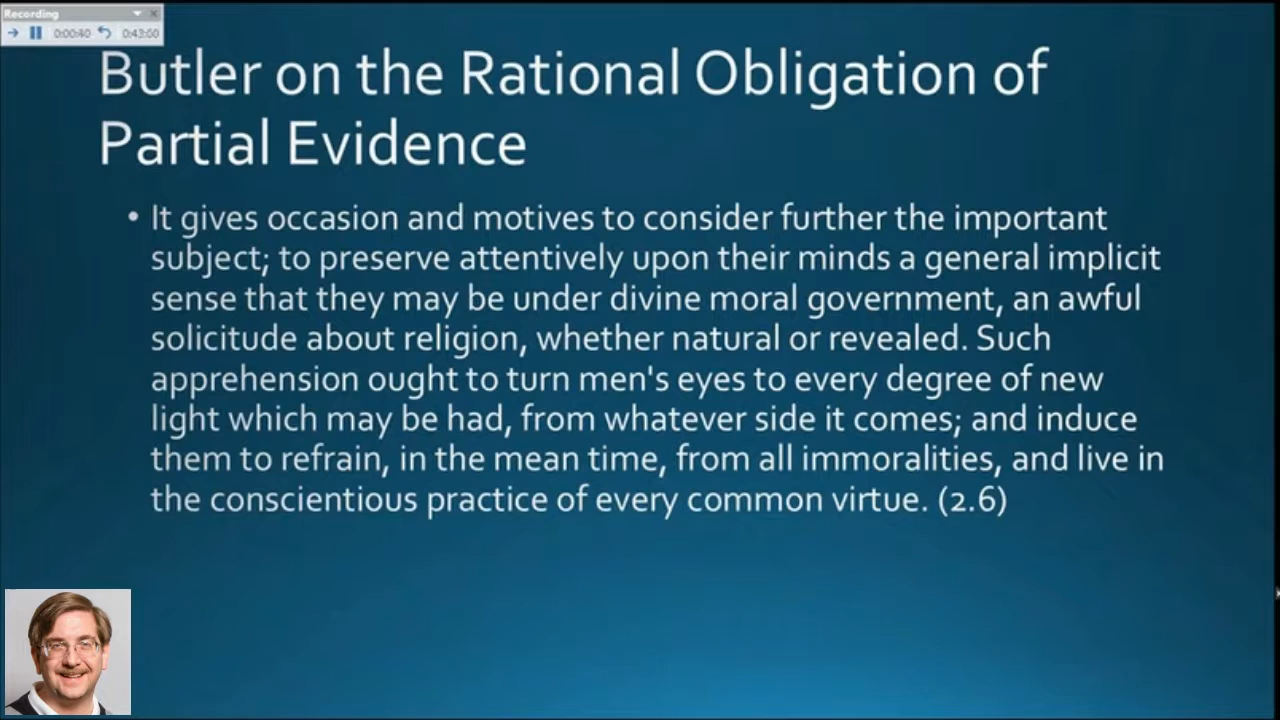 Recording
0:00:40 0:43:60
Butler on the Rational Obligation of
Partial Evidence
• It gives occasion and motives to consider further the important
subject; to preserve attentively upon their minds a general implicit
sense that they may be under divine moral government, an awful
solicitude about religion, whether natural or revealed. Such
apprehension ought to turn men's eyes to every degree of new
light which may be had, from whatever side it comes; and induce
them to refrain, in the mean time, from all immoralities, and live in
the conscientious practice of every common virtue. (2.6)